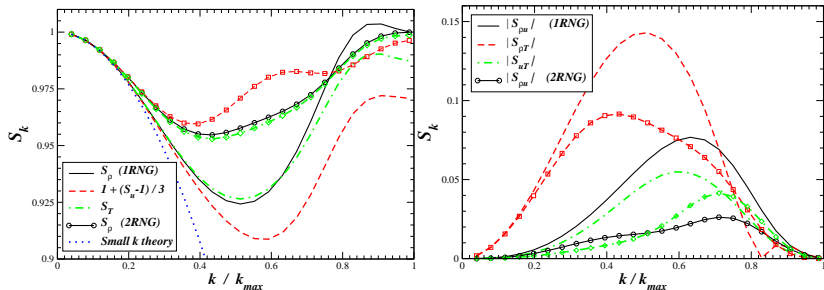 1
0.975
0.95
0.925
0.9
S_k
S_ρ (1RNG)
1 + (S_u-1) / 3
S_T
S_ρ (2RNG)
Small k theory
0 0.2 0.4 0.6 0.8 1
k / k_max
0.15
0.1
0.05
0
S_k
| S_ρu | (1RNG)
| S_ρT |
| S_uT |
| S_ρu | (2RNG)
0 0.2 0.4 0.6 0.8 1
k / k_max